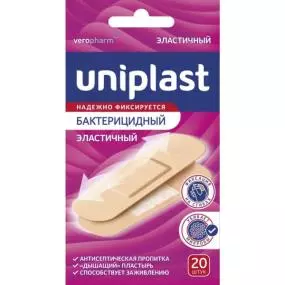 veropharm
ЭЛАСТИЧНЫЙ
uniplast
НАДЕЖНО ФИКСИРУЕТСЯ
БАКТЕРИЦИДНЫЙ
ЭЛАСТИЧНЫЙ
АНТИСЕПТИЧЕСКАЯ ПРОПИТКА
«ДЫШАЩИЙ» ПЛАСТЫРЬ
СПОСОБСТВУЕТ ЗАЖИВЛЕНИЮ
20
ШТУК